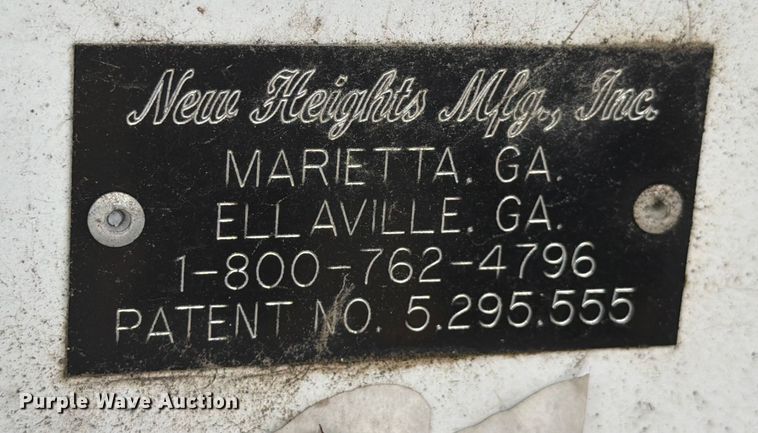 New Heights Mfg., Inc.
MARIETTA. GA.
ELLAVILLE. GA.
1-800-762-4796
PATENT NO. 5.295.555
Purple Wave Auction